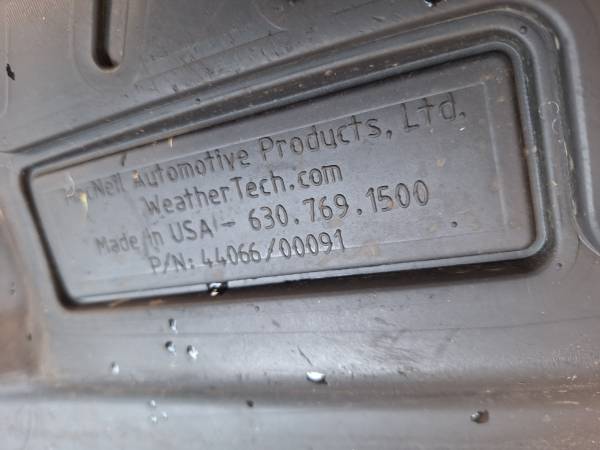 Neil Automotive Products, Ltd.
WeatherTech.com
Made in USA - 630.769.1500
P/N: 44066/00091